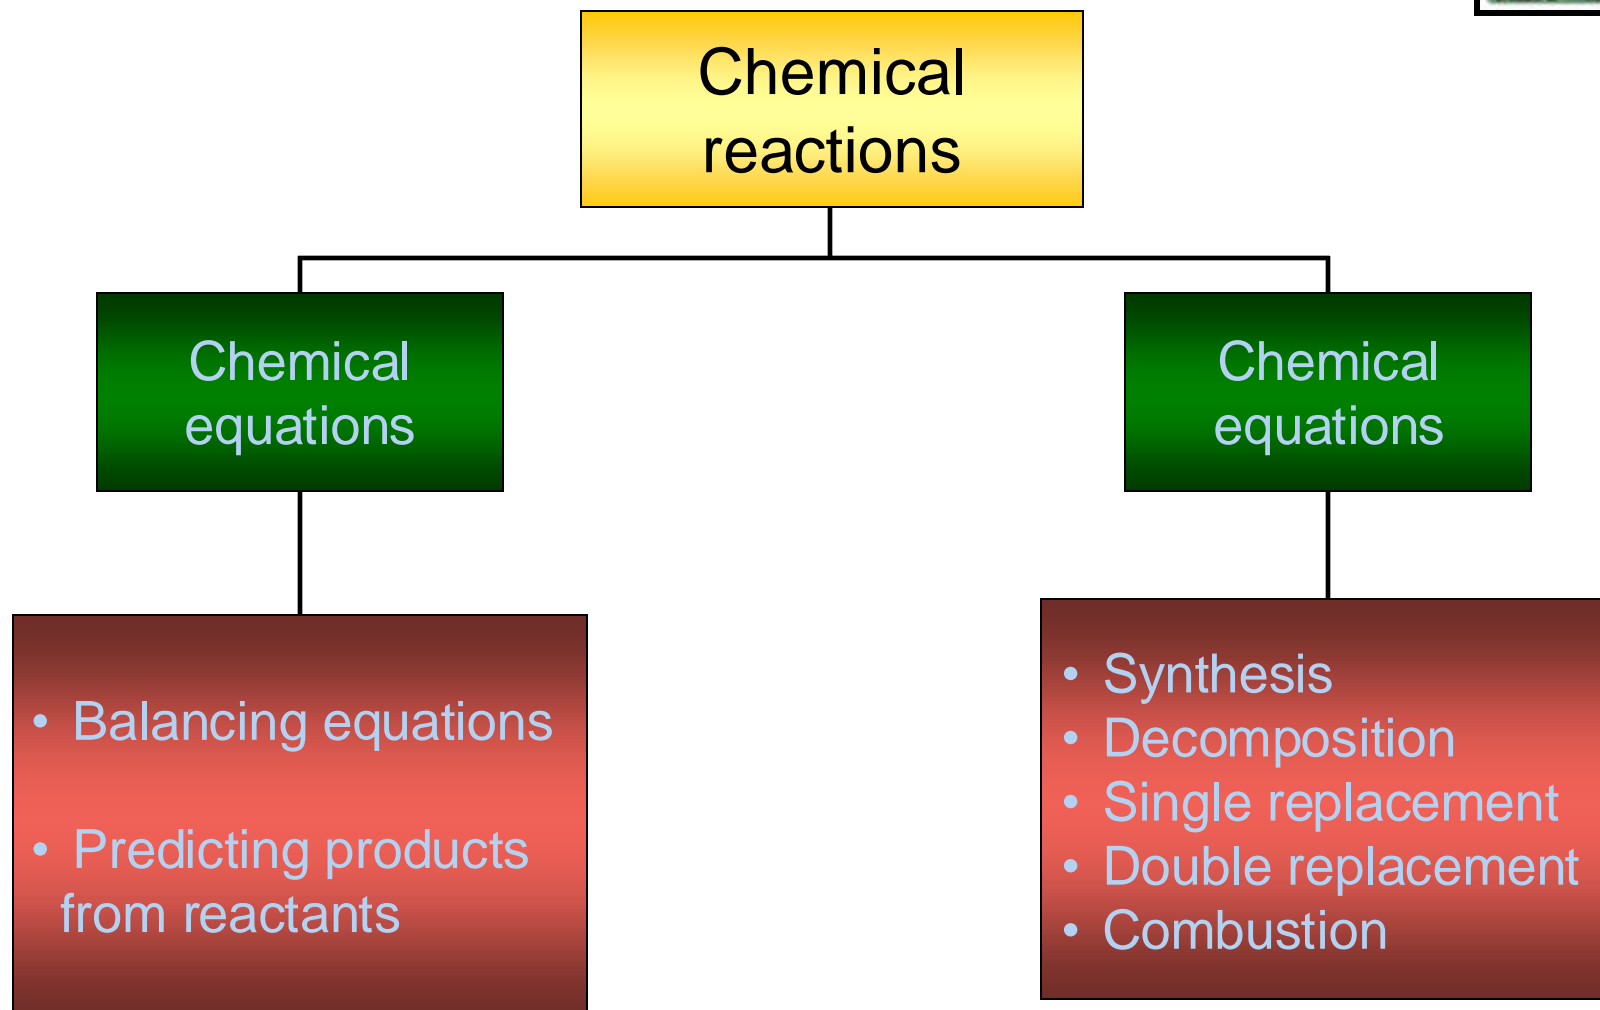 Chemical
reactions
Chemical
equations
Chemical
equations
• Balancing equations
• Predicting products
from reactants
• Synthesis
• Decomposition
• Single replacement
• Double replacement
• Combustion